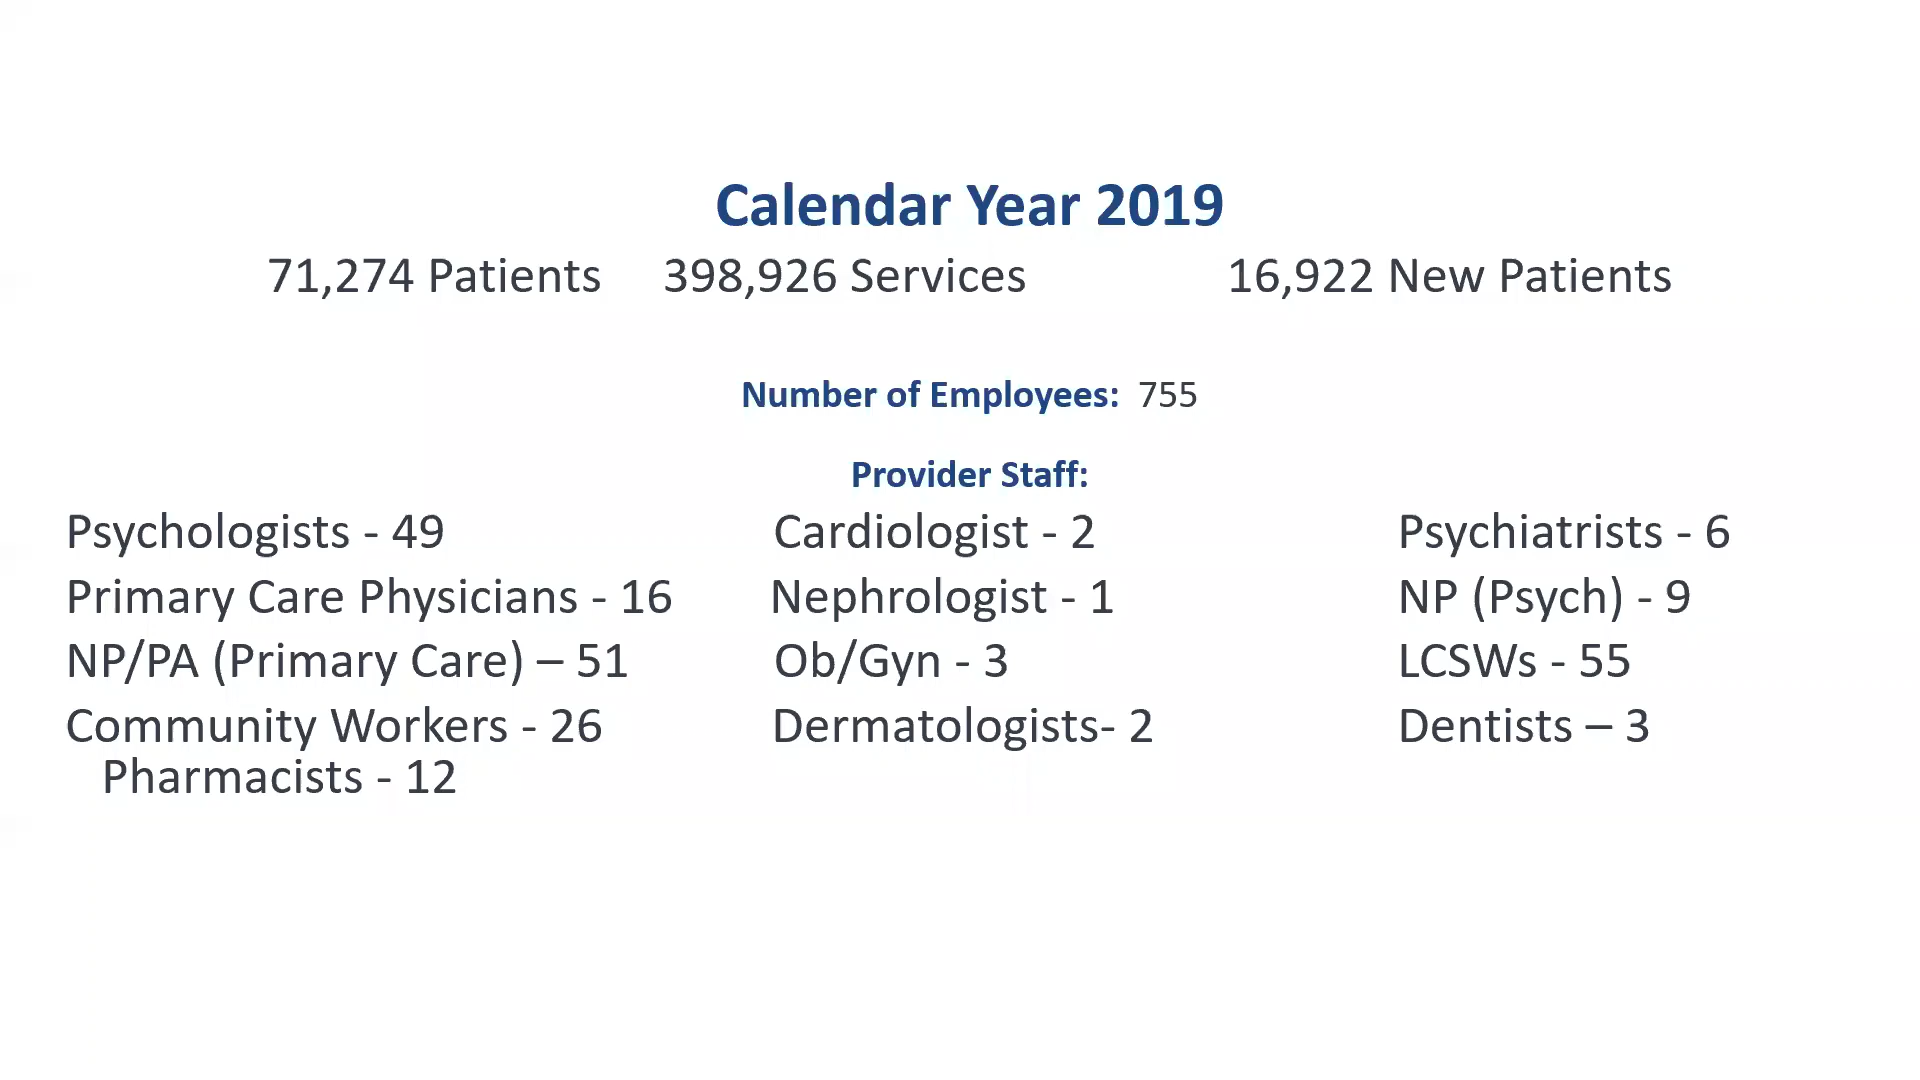 Calendar Year 2019
71,274 Patients 398,926 Services 16,922 New Patients
Number of Employees: 755
Provider Staff:
Psychologists - 49 Cardiologist - 2 Psychiatrists - 6
Primary Care Physicians - 16 Nephrologist - 1 NP (Psych) - 9
NP/PA (Primary Care) – 51 Ob/Gyn - 3 LCSWs - 55
Community Workers - 26 Dermatologists- 2 Dentists – 3
Pharmacists - 12